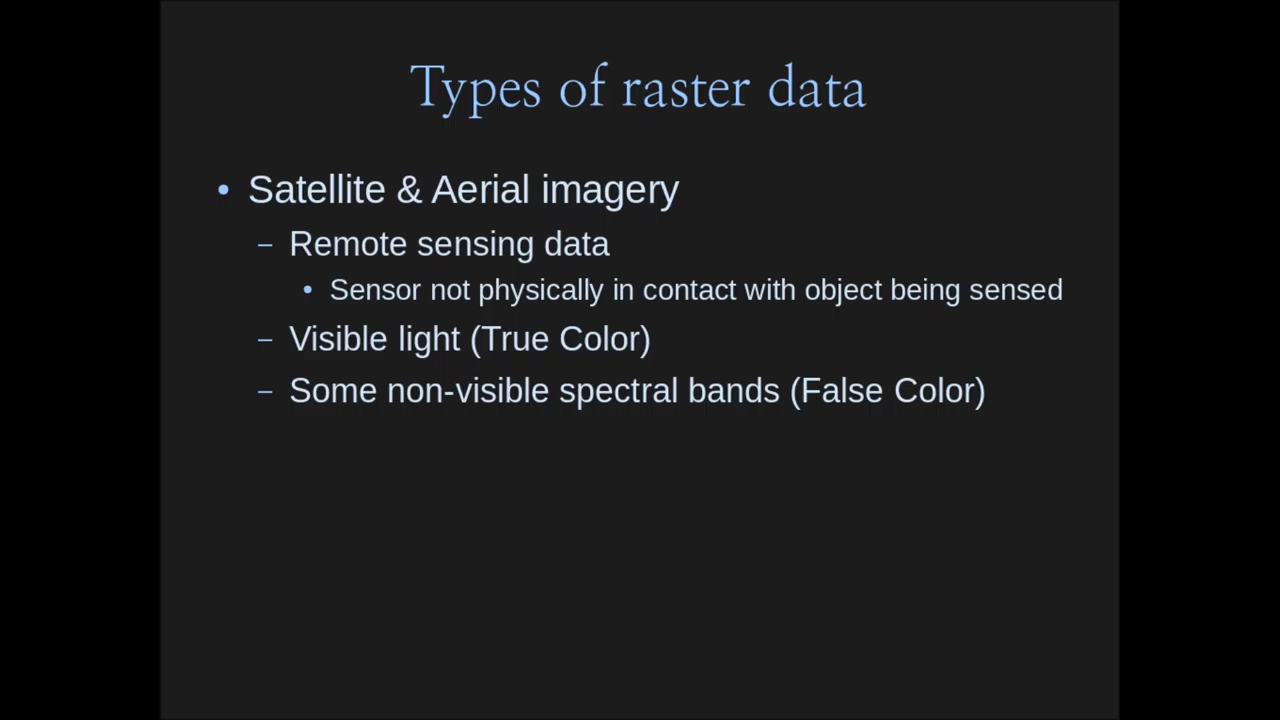 Types of raster data
• Satellite & Aerial imagery
– Remote sensing data
• Sensor not physically in contact with object being sensed
– Visible light (True Color)
– Some non-visible spectral bands (False Color)